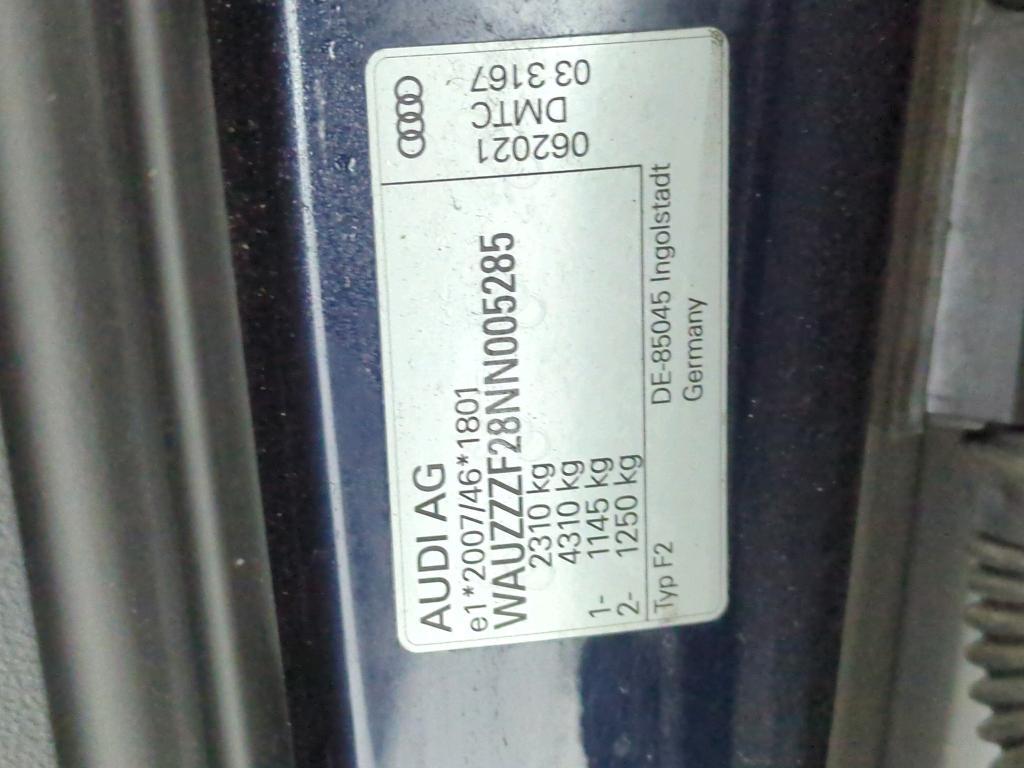 AUDI AG
e1*2007/46*1801
WAUZZZF28NN005285
2310 kg
4310 kg
1- 1145 kg
2- 1250 kg
Typ F2
DE-85045 Ingolstadt
Germany
062021
DMTC
03 3167